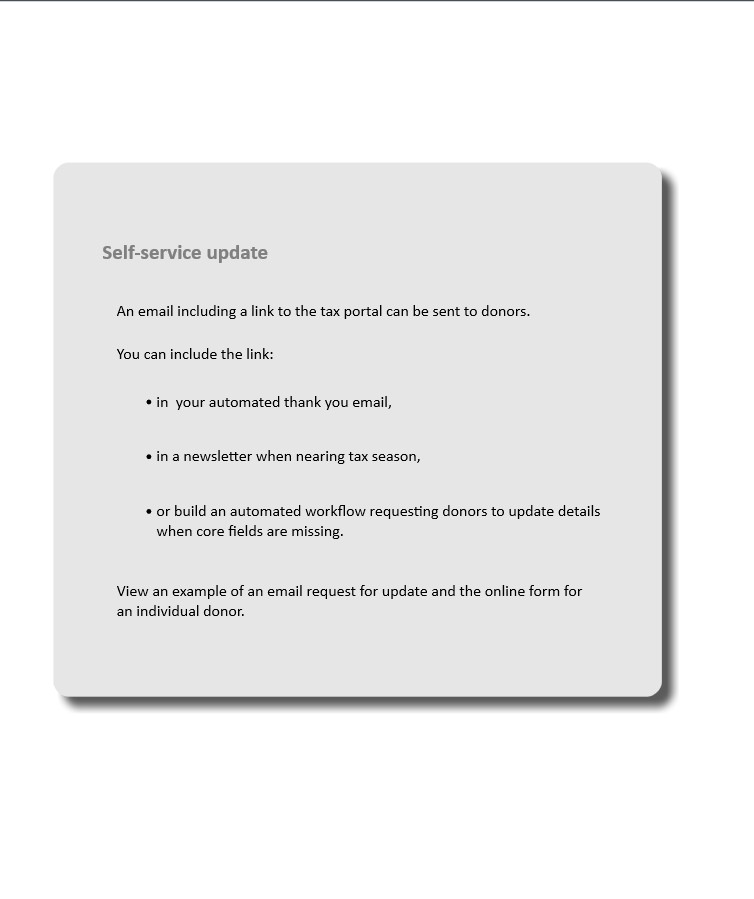 Self-service update
An email including a link to the tax portal can be sent to donors.
You can include the link:
• in  your automated thank you email,
• in a newsletter when nearing tax season,
• or build an automated workflow requesting donors to update details
when core fields are missing.
View an example of an email request for update and the online form for
an individual donor.